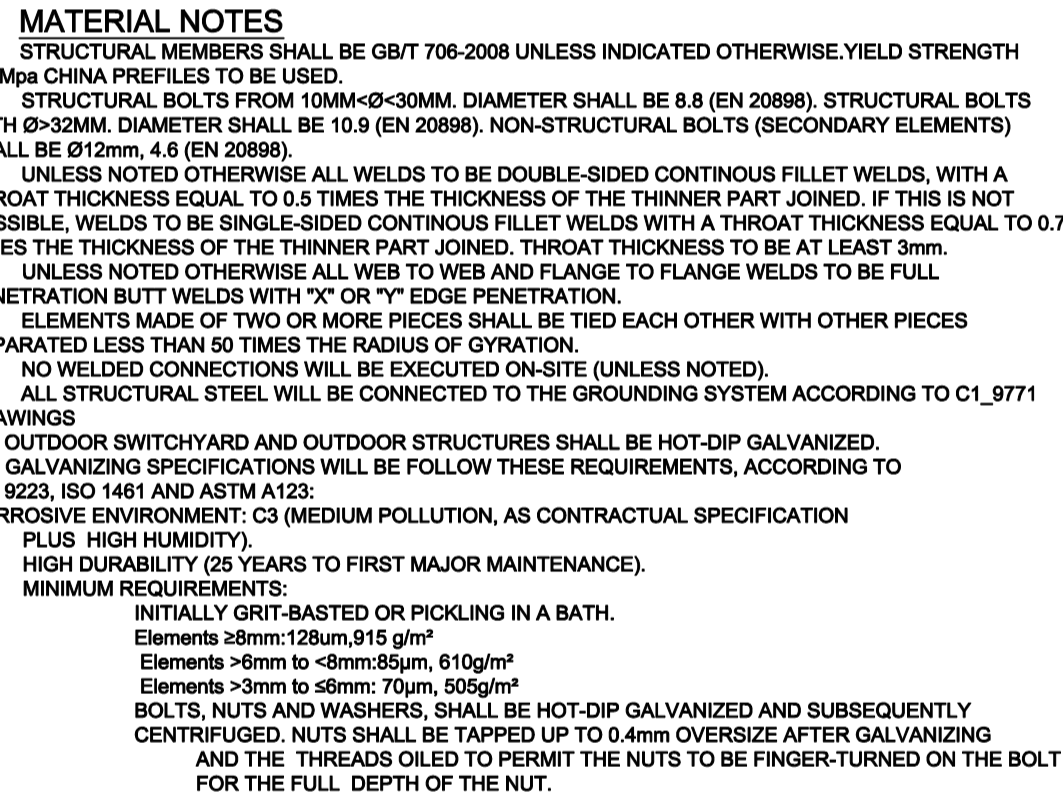 MATERIAL NOTES
STRUCTURAL MEMBERS SHALL BE GB/T 706-2008 UNLESS INDICATED OTHERWISE.YIELD STRENGTH
Mpa CHINA PREFILES TO BE USED.
STRUCTURAL BOLTS FROM 10MM<Ø<30MM. DIAMETER SHALL BE 8.8 (EN 20898). STRUCTURAL BOLTS
TH Ø>32MM. DIAMETER SHALL BE 10.9 (EN 20898). NON-STRUCTURAL BOLTS (SECONDARY ELEMENTS)
ALL BE Ø12mm, 4.6 (EN 20898).
UNLESS NOTED OTHERWISE ALL WELDS TO BE DOUBLE-SIDED CONTINOUS FILLET WELDS, WITH A
ROAT THICKNESS EQUAL TO 0.5 TIMES THE THICKNESS OF THE THINNER PART JOINED. IF THIS IS NOT
SSIBLE, WELDS TO BE SINGLE-SIDED CONTINOUS FILLET WELDS WITH A THROAT THICKNESS EQUAL TO 0.7
ES THE THICKNESS OF THE THINNER PART JOINED. THROAT THICKNESS TO BE AT LEAST 3mm.
UNLESS NOTED OTHERWISE ALL WEB TO WEB AND FLANGE TO FLANGE WELDS TO BE FULL
NETRATION BUTT WELDS WITH "X" OR "Y" EDGE PENETRATION.
ELEMENTS MADE OF TWO OR MORE PIECES SHALL BE TIED EACH OTHER WITH OTHER PIECES
PARATED LESS THAN 50 TIMES THE RADIUS OF GYRATION.
NO WELDED CONNECTIONS WILL BE EXECUTED ON-SITE (UNLESS NOTED).
ALL STRUCTURAL STEEL WILL BE CONNECTED TO THE GROUNDING SYSTEM ACCORDING TO C1_9771
AWINGS
OUTDOOR SWITCHYARD AND OUTDOOR STRUCTURES SHALL BE HOT-DIP GALVANIZED.
GALVANIZING SPECIFICATIONS WILL BE FOLLOW THESE REQUIREMENTS, ACCORDING TO
9223, ISO 1461 AND ASTM A123:
RROSIVE ENVIRONMENT: C3 (MEDIUM POLLUTION, AS CONTRACTUAL SPECIFICATION
PLUS HIGH HUMIDITY).
HIGH DURABILITY (25 YEARS TO FIRST MAJOR MAINTENANCE).
MINIMUM REQUIREMENTS:
INITIALLY GRIT-BASTED OR PICKLING IN A BATH.
Elements ≥8mm:128um,915 g/m²
Elements >6mm to <8mm:85µm, 610g/m²
Elements >3mm to ≤6mm: 70µm, 505g/m²
BOLTS, NUTS AND WASHERS, SHALL BE HOT-DIP GALVANIZED AND SUBSEQUENTLY
CENTRIFUGED. NUTS SHALL BE TAPPED UP TO 0.4mm OVERSIZE AFTER GALVANIZING
AND THE THREADS OILED TO PERMIT THE NUTS TO BE FINGER-TURNED ON THE BOLT
FOR THE FULL DEPTH OF THE NUT.